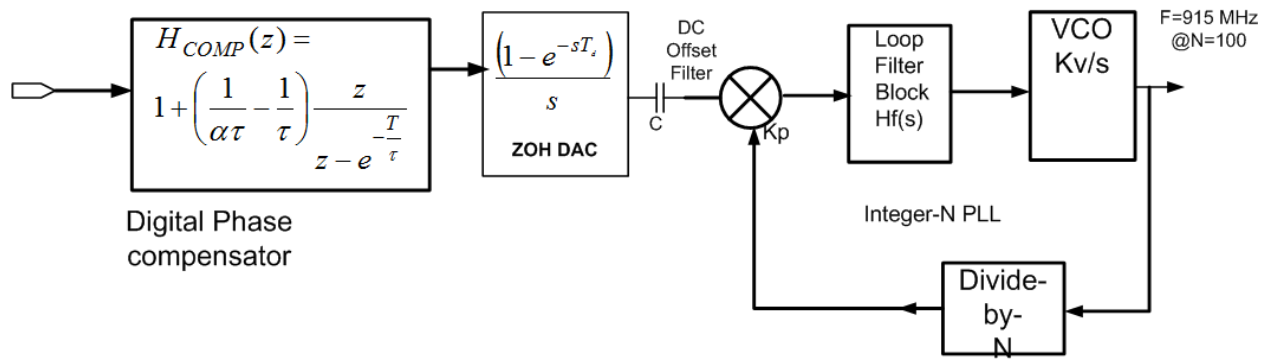 H_COMP(z) =
1 + (1/ατ − 1/τ) z/(z − e^(−T/τ))
Digital Phase
compensator
(1 − e^(−sT_d))/s
ZOH DAC
DC
Offset
Filter
C
Kp
Loop
Filter
Block
Hf(s)
VCO
Kv/s
F=915 MHz
@N=100
Integer-N PLL
Divide-
by-
N